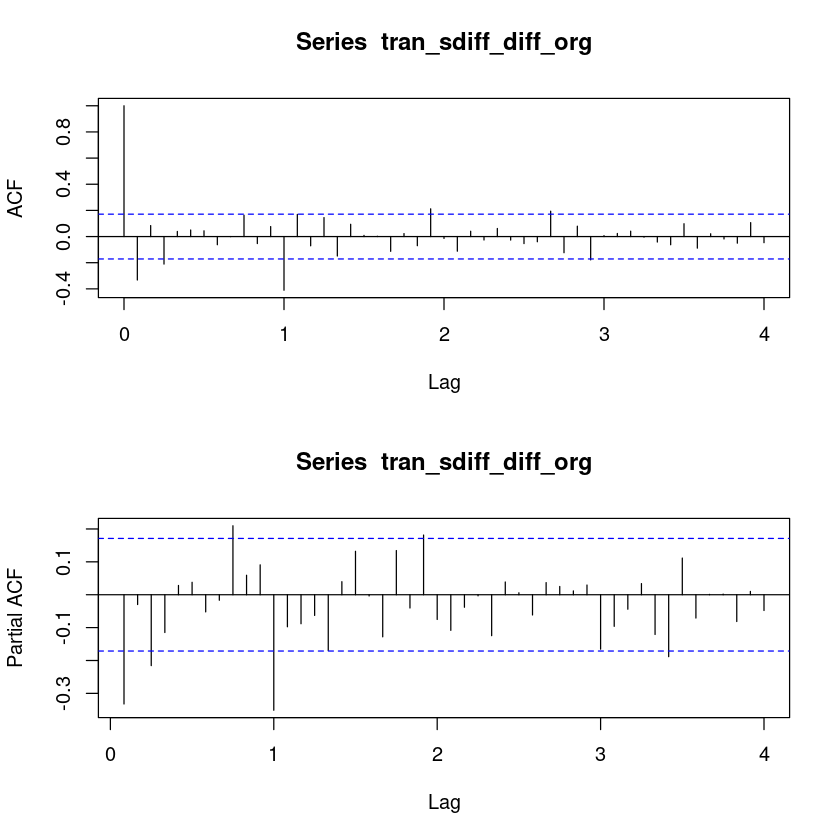 Series tran_sdiff_diff_org
ACF
-0.4 0.0 0.4 0.8
0 1 2 3 4
Lag
Series tran_sdiff_diff_org
Partial ACF
-0.3 -0.1 0.1
0 1 2 3 4
Lag